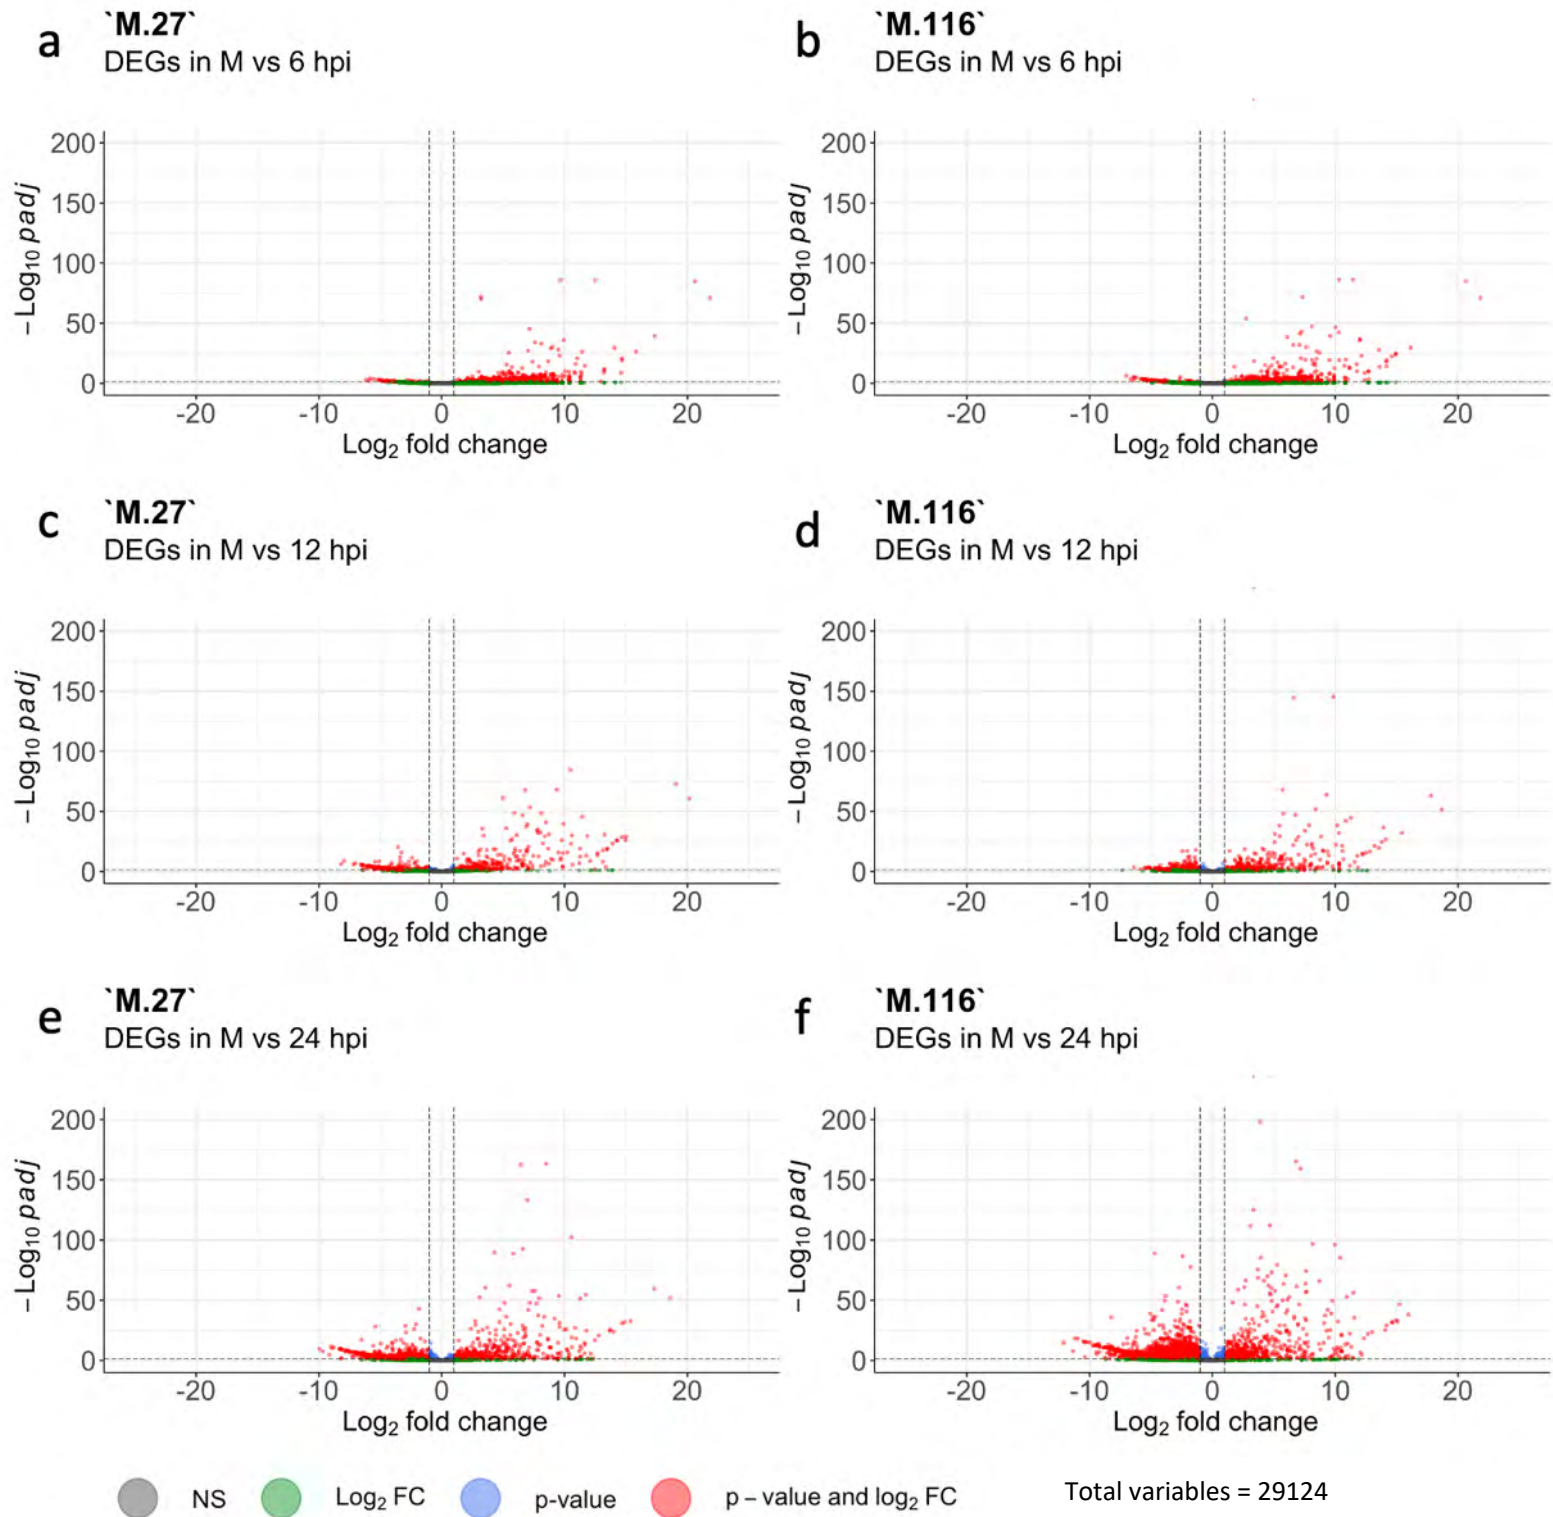 a `M.27`
DEGs in M vs 6 hpi
200
150
100
50
0
-20 -10 0 10 20
−Log10 padj
Log2 fold change
b `M.116`
DEGs in M vs 6 hpi
200
150
100
50
0
-20 -10 0 10 20
−Log10 padj
Log2 fold change
c `M.27`
DEGs in M vs 12 hpi
200
150
100
50
0
-20 -10 0 10 20
−Log10 padj
Log2 fold change
d `M.116`
DEGs in M vs 12 hpi
200
150
100
50
0
-20 -10 0 10 20
−Log10 padj
Log2 fold change
e `M.27`
DEGs in M vs 24 hpi
200
150
100
50
0
-20 -10 0 10 20
−Log10 padj
Log2 fold change
f `M.116`
DEGs in M vs 24 hpi
200
150
100
50
0
-20 -10 0 10 20
−Log10 padj
Log2 fold change
NS Log2 FC p-value p − value and log2 FC Total variables = 29124